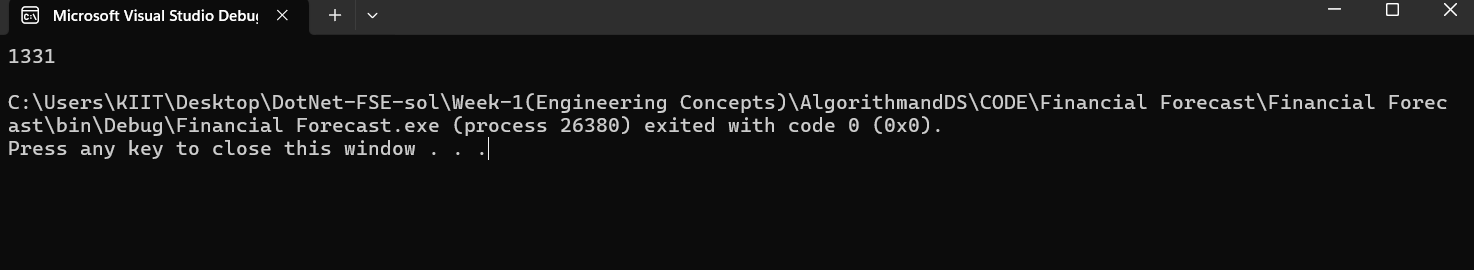 Microsoft Visual Studio Debu
1331
C:\Users\KIIT\Desktop\DotNet-FSE-sol\Week-1(Engineering Concepts)\AlgorithmandDS\CODE\Financial Forecast\Financial Forec
ast\bin\Debug\Financial Forecast.exe (process 26380) exited with code 0 (0x0).
Press any key to close this window . . .